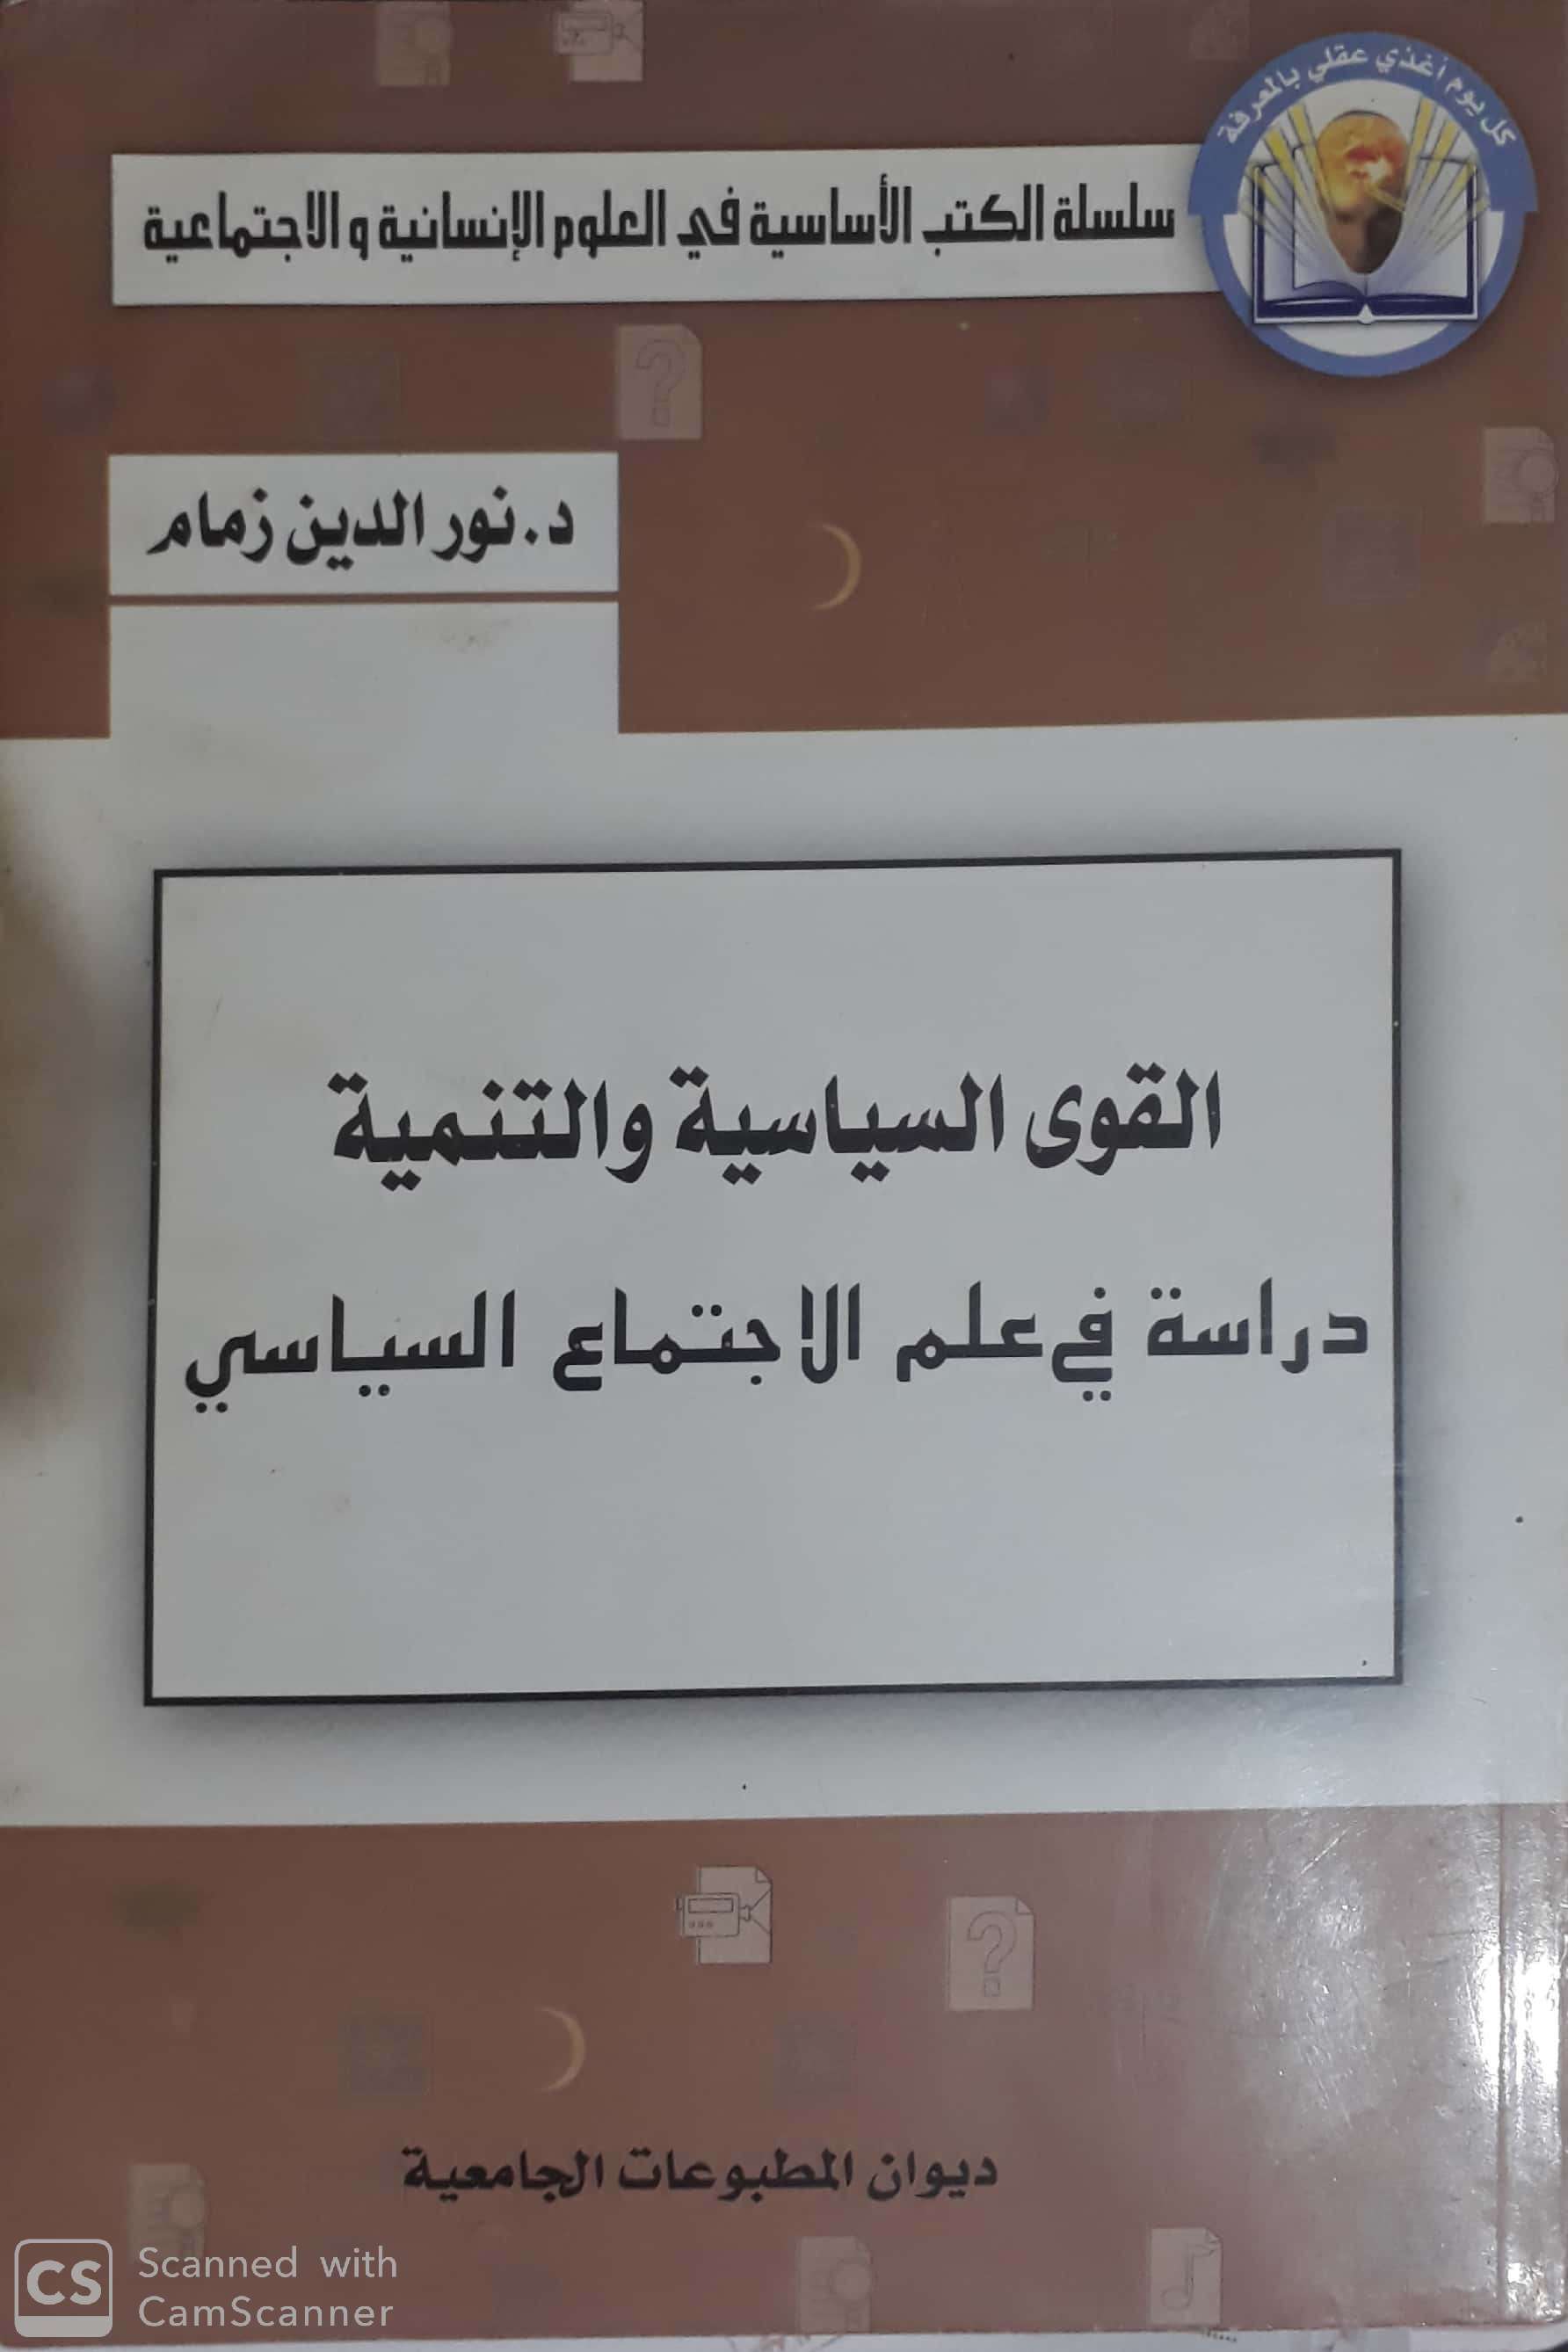 كل يوم أغذي عقلي بالمعرفة
سلسلة الكتب الأساسية في العلوم الإنسانية والاجتماعية
د. نور الدين زمام
القوى السياسية والتنمية
دراسة في علم الاجتماع السياسي
ديوان المطبوعات الجامعية
CS
Scanned with
CamScanner